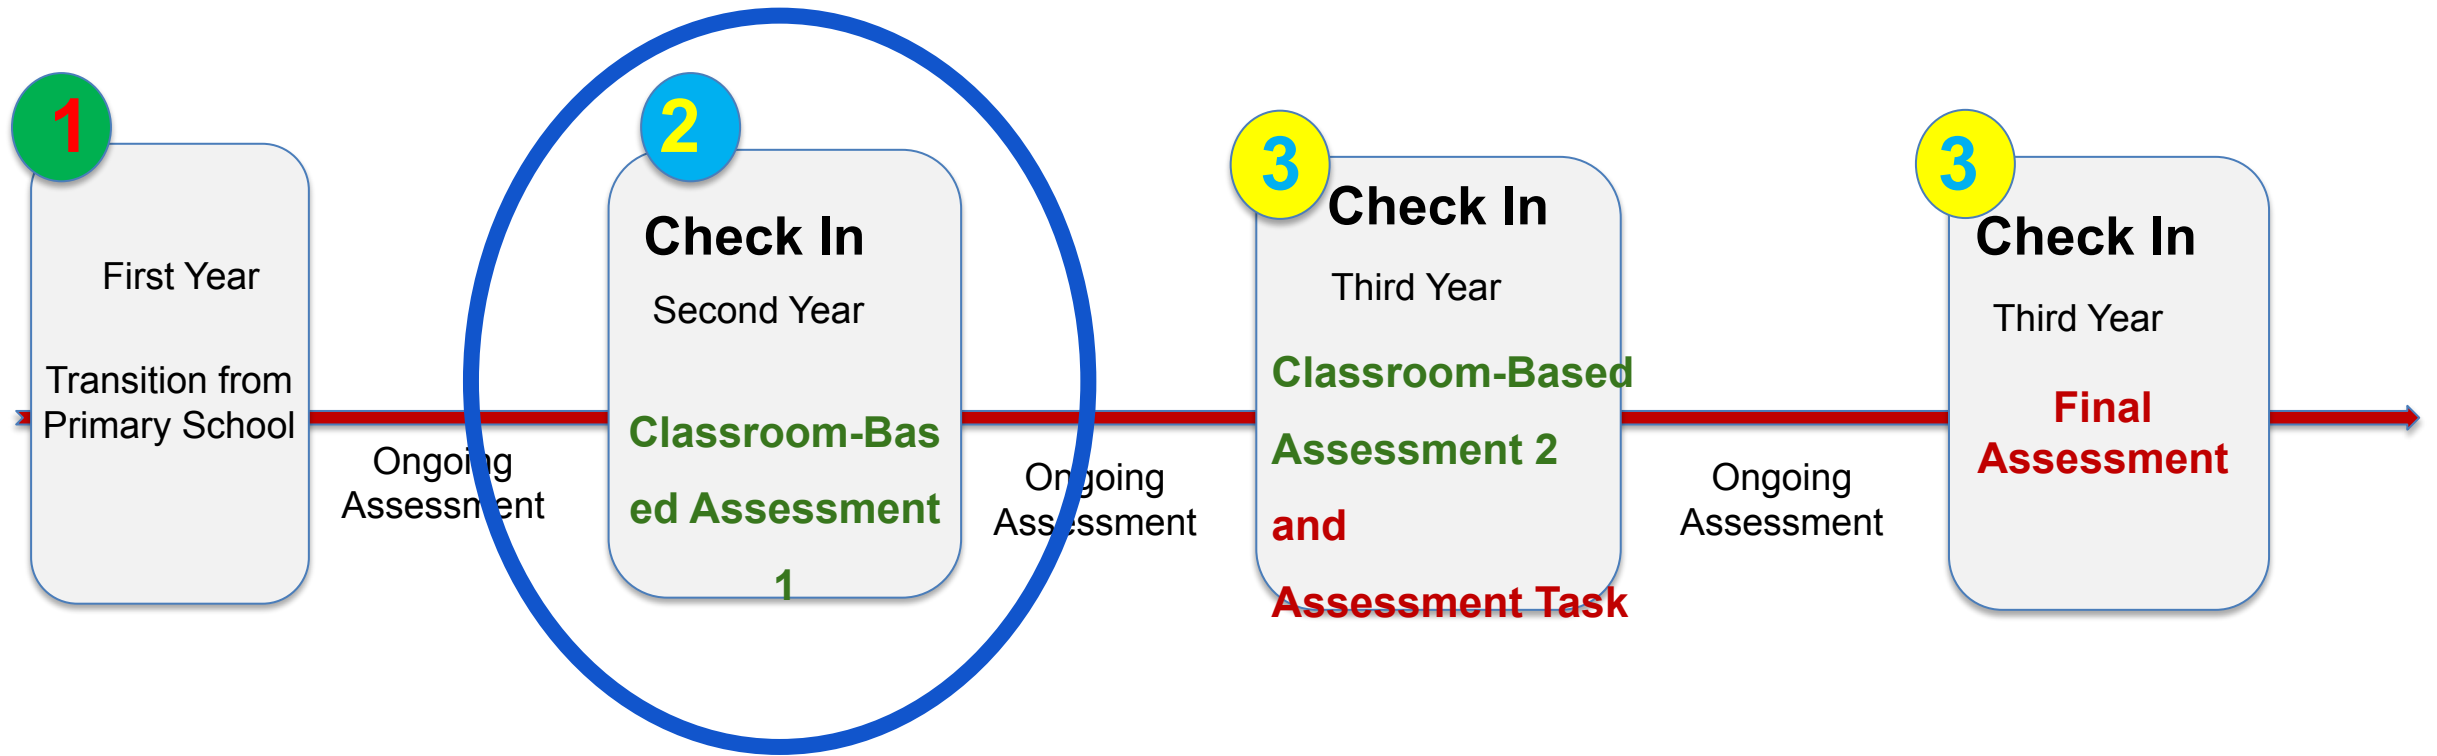 1
First Year
Transition from
Primary School
Ongoing
Assessment
2
Check In
Second Year
Classroom-Bas
ed Assessment
1
Ongoing
Assessment
3
Check In
Third Year
Classroom-Based
Assessment 2
and
Assessment Task
Ongoing
Assessment
3
Check In
Third Year
Final
Assessment